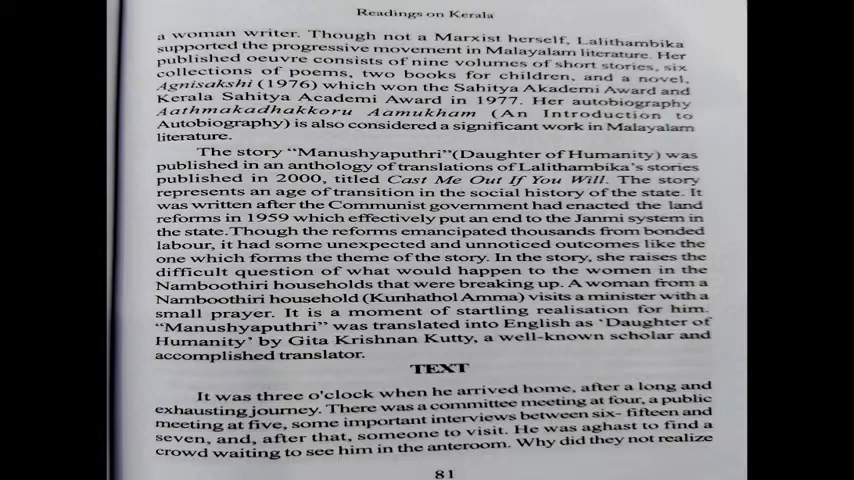 Readings on Kerala
a woman writer. Though not a Marxist herself, Lalithambika
supported the progressive movement in Malayalam literature. Her
published oeuvre consists of nine volumes of short stories, six
collections of poems, two books for children, and a novel,
Agnisakshi (1976) which won the Sahitya Akademi Award and
Kerala Sahitya Academi Award in 1977. Her autobiography
Aathmakadhakkoru Aamukham (An Introduction to
Autobiography) is also considered a significant work in Malayalam
literature.
The story "Manushyaputhri"(Daughter of Humanity) was
published in an anthology of translations of Lalithambika's stories
published in 2000, titled Cast Me Out If You Will. The story
represents an age of transition in the social history of the state. It
was written after the Communist government had enacted the land
reforms in 1959 which effectively put an end to the Janmi system in
the state.Though the reforms emancipated thousands from bonded
labour, it had some unexpected and unnoticed outcomes like the
one which forms the theme of the story. In the story, she raises the
difficult question of what would happen to the women in the
Namboothiri households that were breaking up. A woman from a
Namboothiri household (Kunhathol Amma) visits a minister with a
small prayer. It is a moment of startling realisation for him.
"Manushyaputhri" was translated into English as 'Daughter of
Humanity' by Gita Krishnan Kutty, a well-known scholar and
accomplished translator.
TEXT
It was three o'clock when he arrived home, after a long and
exhausting journey. There was a committee meeting at four, a public
meeting at five, some important interviews between six- fifteen and
seven, and, after that, someone to visit. He was aghast to find a
crowd waiting to see him in the anteroom. Why did they not realize
81